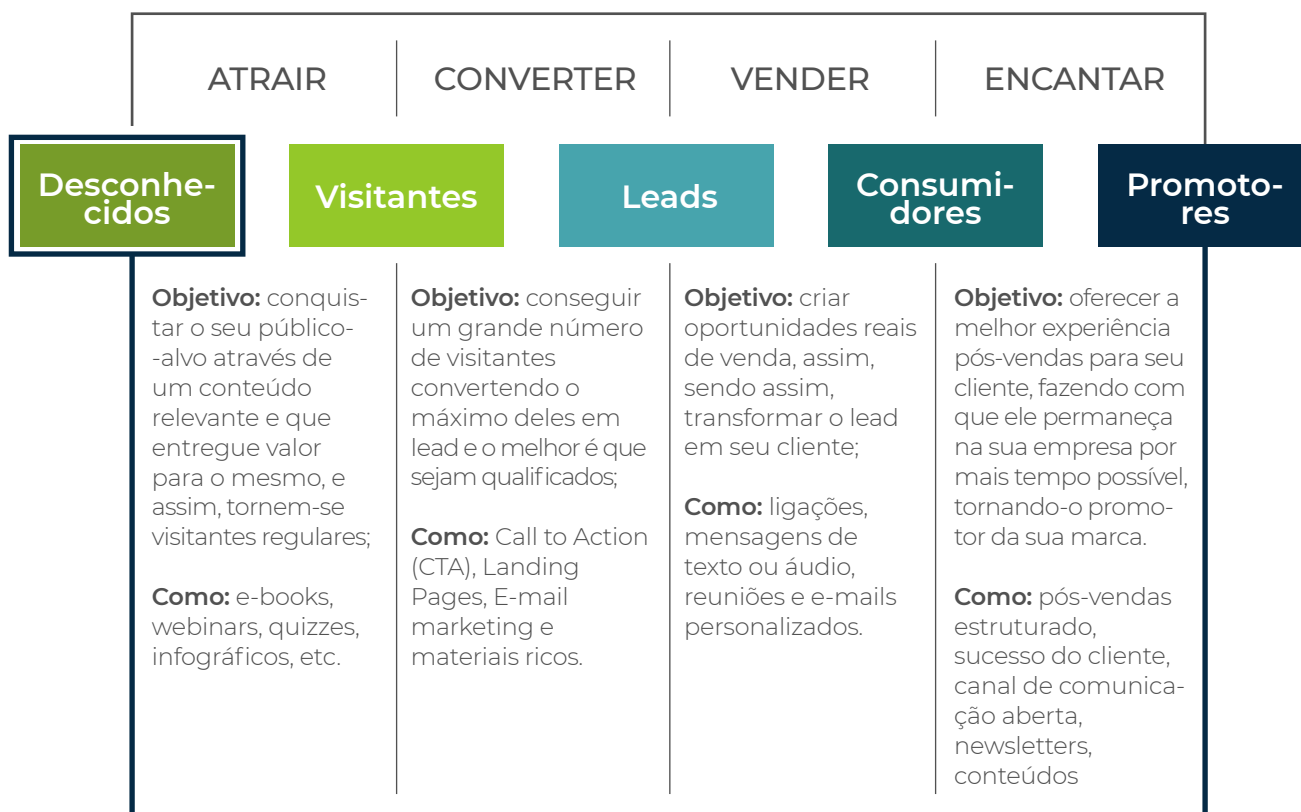 ATRAIR
CONVERTER
VENDER
ENCANTAR
Desconhe-
cidos
Visitantes
Leads
Consumi-
dores
Promoto-
res
Objetivo: conquis-
tar o seu público-
-alvo através de
um conteúdo
relevante e que
entregue valor
para o mesmo, e
assim, tornem-se
visitantes regulares;
Como: e-books,
webinars, quizzes,
infográficos, etc.
Objetivo: conseguir
um grande número
de visitantes
convertendo o
máximo deles em
lead e o melhor é que
sejam qualificados;
Como: Call to Action
(CTA), Landing
Pages, E-mail
marketing e
materiais ricos.
Objetivo: criar
oportunidades reais
de venda, assim,
sendo assim,
transformar o lead
em seu cliente;
Como: ligações,
mensagens de
texto ou áudio,
reuniões e e-mails
personalizados.
Objetivo: oferecer a
melhor experiência
pós-vendas para seu
cliente, fazendo com
que ele permaneça
na sua empresa por
mais tempo possível,
tornando-o promo-
tor da sua marca.
Como: pós-vendas
estruturado,
sucesso do cliente,
canal de comunica-
ção aberta,
newsletters,
conteúdos